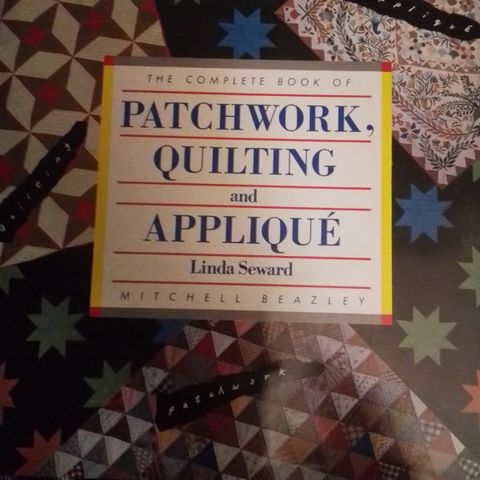 appliqué
THE COMPLETE BOOK OF
PATCHWORK,
QUILTING
and
APPLIQUÉ
Linda Seward
MITCHELL BEAZLEY
quilting
patchwork